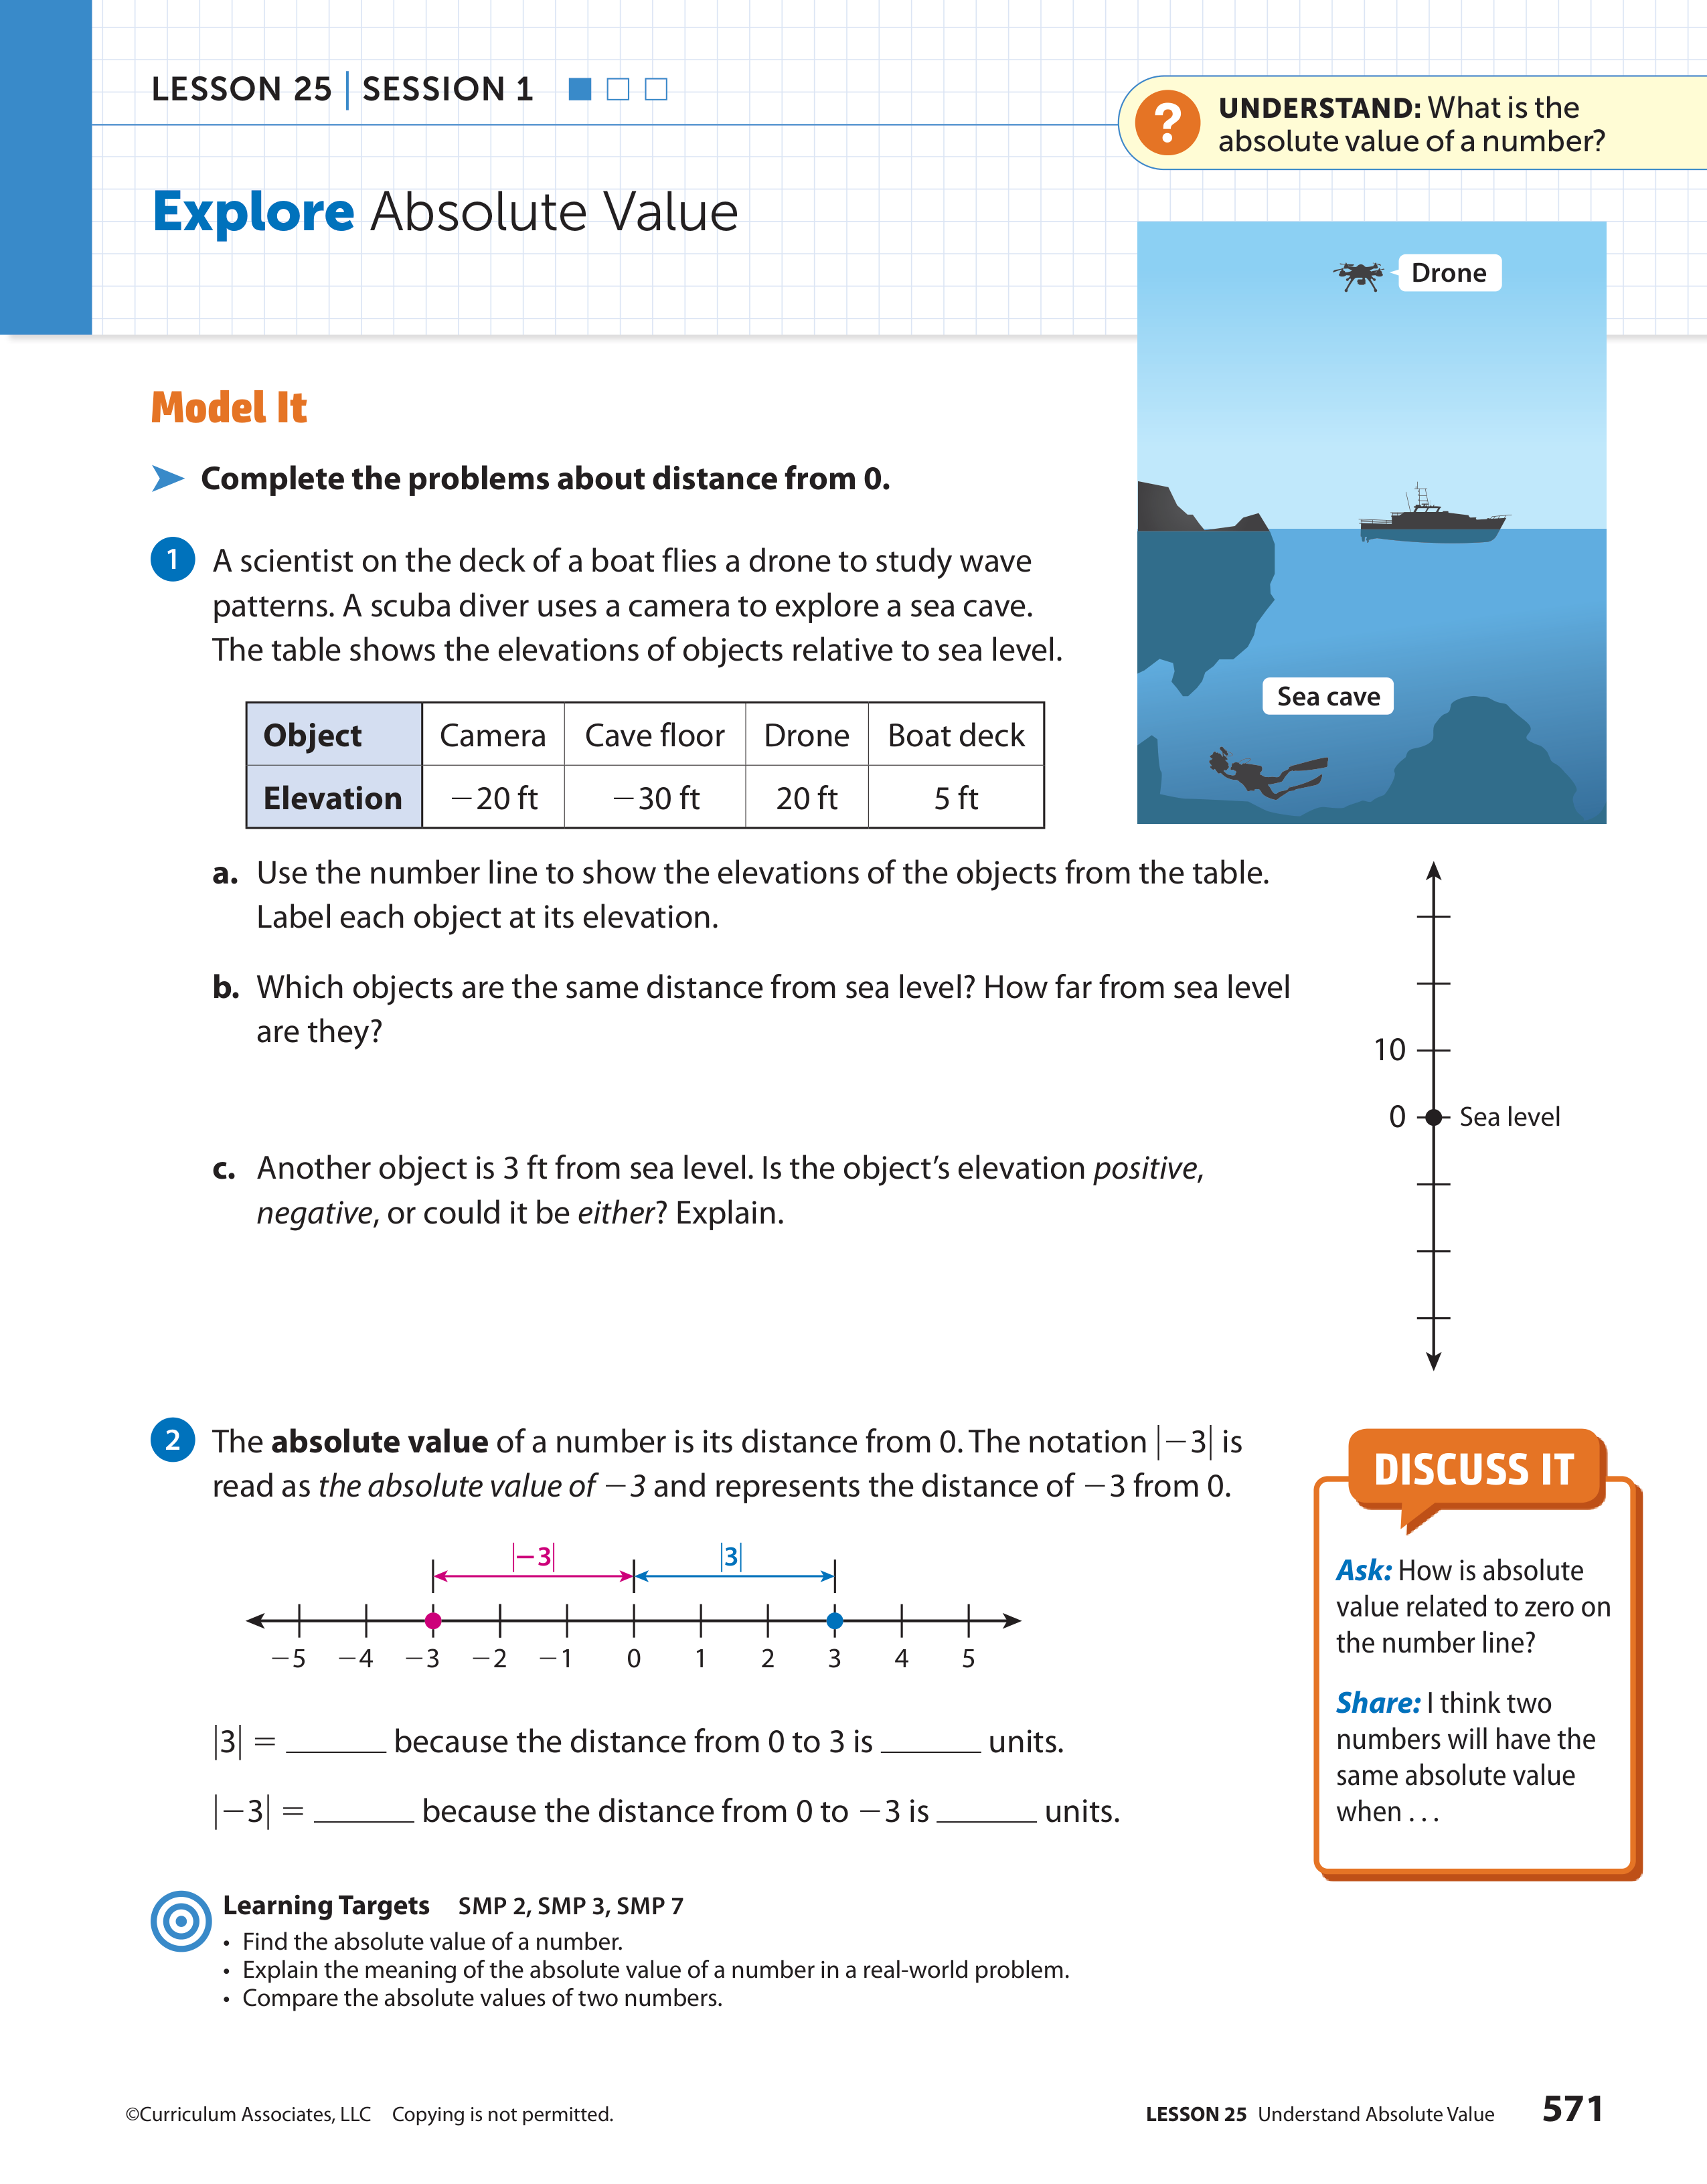 LESSON 25 | SESSION 1
? UNDERSTAND: What is the
absolute value of a number?
Explore Absolute Value
Drone
Model It
Complete the problems about distance from 0.
1 A scientist on the deck of a boat flies a drone to study wave
patterns. A scuba diver uses a camera to explore a sea cave.
The table shows the elevations of objects relative to sea level.
Sea cave
Object Camera Cave floor Drone Boat deck
Elevation −20 ft −30 ft 20 ft 5 ft
a. Use the number line to show the elevations of the objects from the table.
Label each object at its elevation.
b. Which objects are the same distance from sea level? How far from sea level
are they?
10
0 Sea level
c. Another object is 3 ft from sea level. Is the object's elevation positive,
negative, or could it be either? Explain.
2 The absolute value of a number is its distance from 0. The notation |−3| is
read as the absolute value of −3 and represents the distance of −3 from 0.
|−3| |3|
−5 −4 −3 −2 −1 0 1 2 3 4 5
|3| = ______ because the distance from 0 to 3 is ______ units.
|−3| = ______ because the distance from 0 to −3 is ______ units.
DISCUSS IT
Ask: How is absolute
value related to zero on
the number line?
Share: I think two
numbers will have the
same absolute value
when . . .
Learning Targets SMP 2, SMP 3, SMP 7
• Find the absolute value of a number.
• Explain the meaning of the absolute value of a number in a real-world problem.
• Compare the absolute values of two numbers.
©Curriculum Associates, LLC Copying is not permitted.
LESSON 25 Understand Absolute Value 571